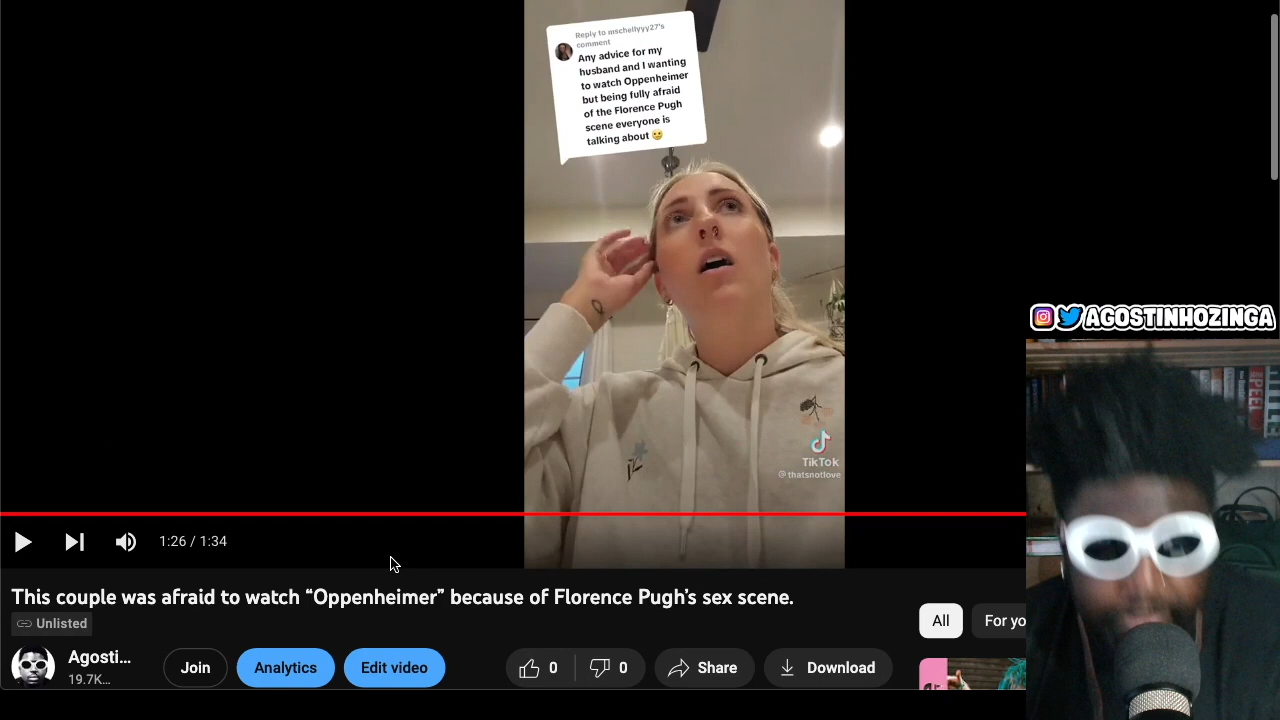 Reply to mschellyyy27's
comment
Any advice for my
husband and I wanting
to watch Oppenheimer
but being fully afraid
of the Florence Pugh
scene everyone is
talking about 😬
TikTok
@thatsnotlove
AGOSTINHOZINGA
PEEL
1:26 / 1:34
This couple was afraid to watch “Oppenheimer” because of Florence Pugh’s sex scene.
Unlisted
All
For yo
Agosti...
19.7K...
Join
Analytics
Edit video
0
0
Share
Download